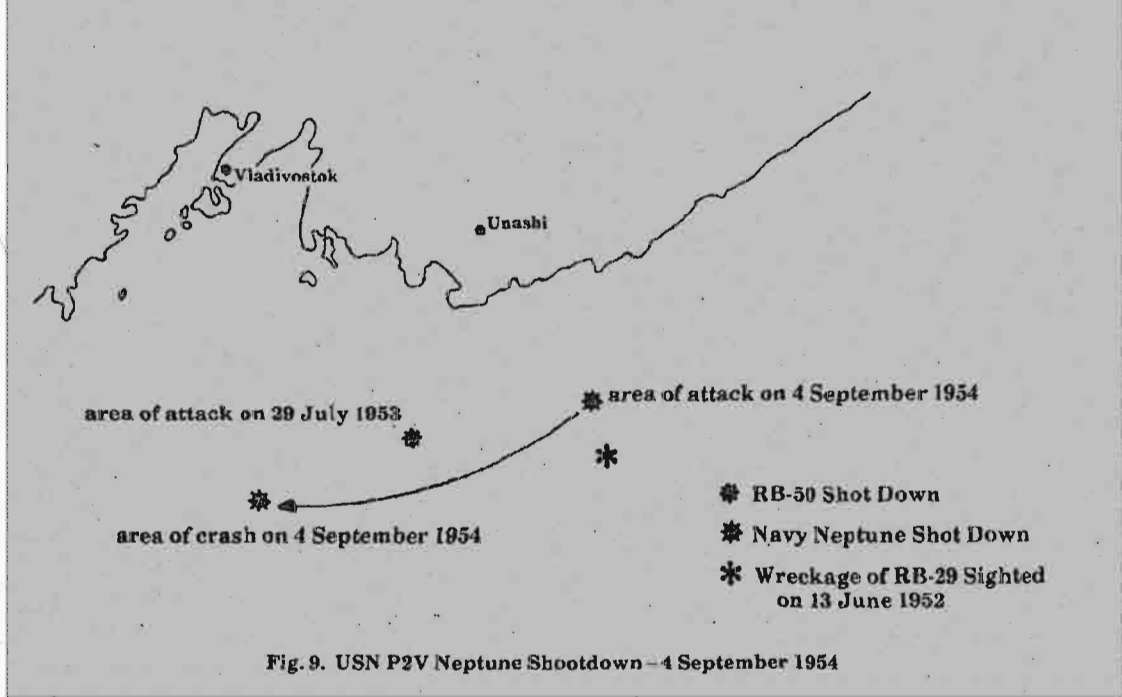 Vladivostok
Unashi
area of attack on 4 September 1954
area of attack on 29 July 1953
area of crash on 4 September 1954
RB-50 Shot Down
Navy Neptune Shot Down
Wreckage of RB-29 Sighted
on 13 June 1952
Fig. 9. USN P2V Neptune Shootdown–4 September 1954